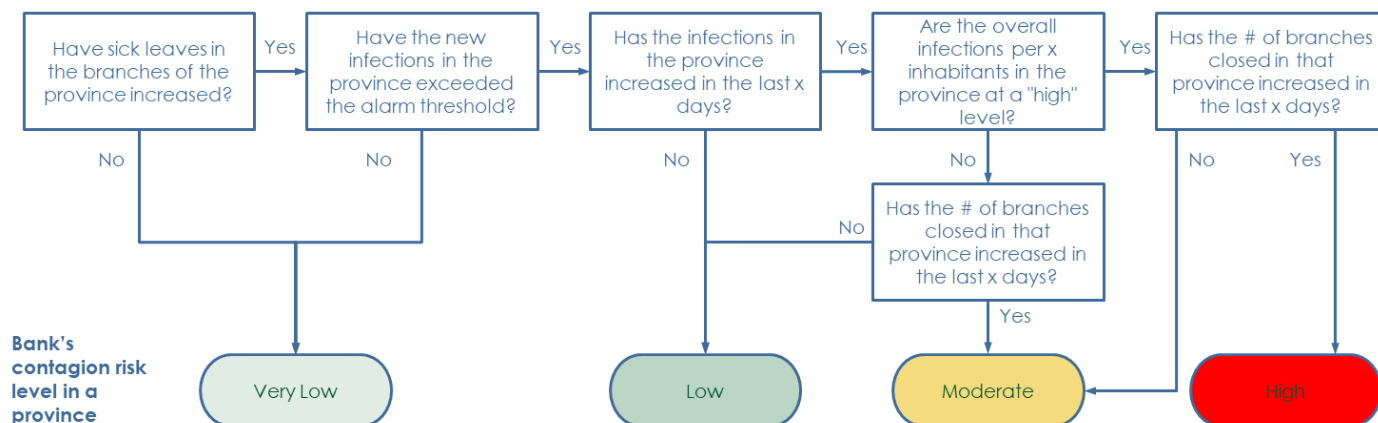 Have sick leaves in
the branches of the
province increased?
Yes
Have the new
infections in the
province exceeded
the alarm threshold?
Yes
Has the infections in
the province
increased in the last x
days?
Yes
Are the overall
infections per x
inhabitants in the
province at a "high"
level?
Yes
Has the # of branches
closed in that
province increased in
the last x days?
No
No
No
No
No
Yes
Has the # of branches
closed in that
province increased in
the last x days?
No
Yes
Bank's
contagion risk
level in a
province
Very Low
Low
Moderate
High